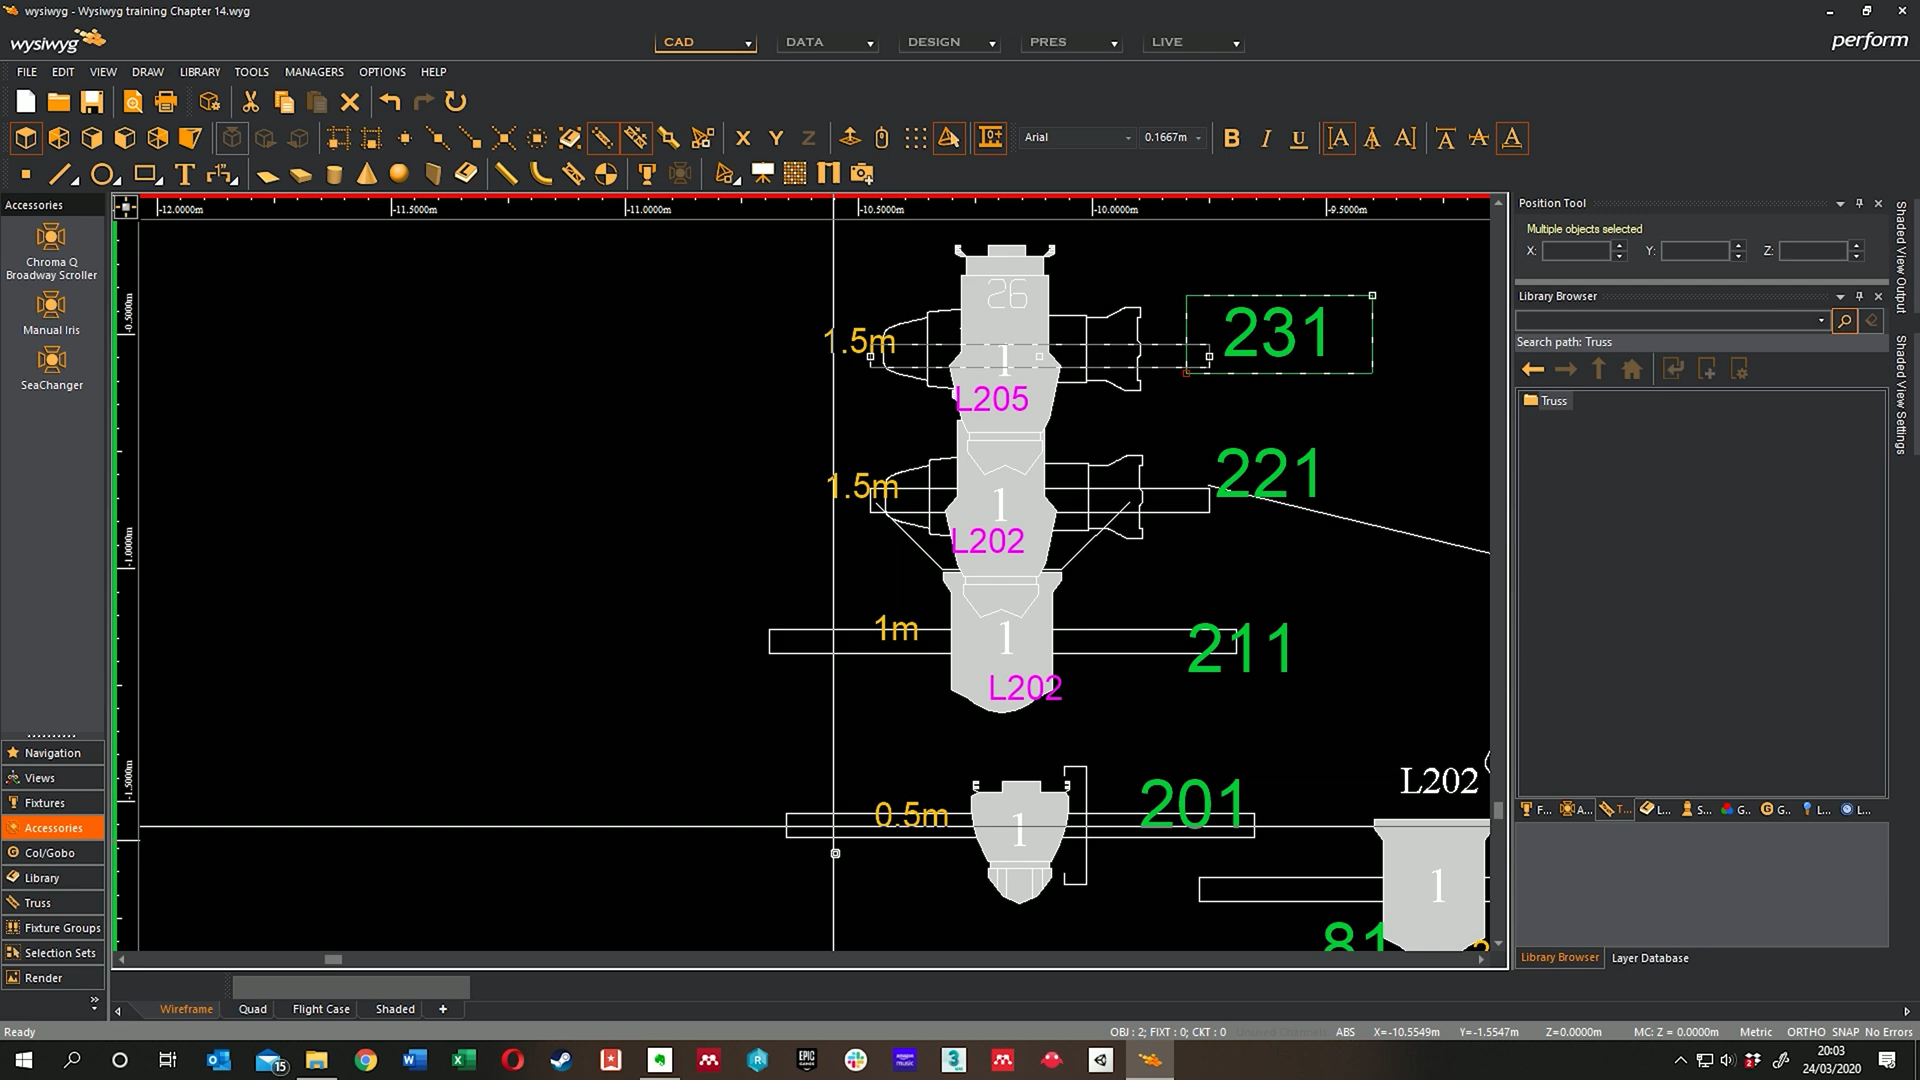 wysiwyg - Wysiwyg training Chapter 14.wyg
wysiwyg
CAD
DATA
DESIGN
PRES
LIVE
perform
FILE EDIT VIEW DRAW LIBRARY TOOLS MANAGERS OPTIONS HELP
X Y Z
Arial
0.1667m
B I U A A A A A A
Accessories
Chroma Q
Broadway Scroller
Manual Iris
SeaChanger
Navigation
Views
Fixtures
Accessories
Col/Gobo
Library
Truss
Fixture Groups
Selection Sets
Render
-12.0000m
-11.5000m
-11.0000m
-10.5000m
-10.0000m
-9.5000m
-0.5000m
-1.0000m
-1.5000m
26
1.5m
1
231
L205
1.5m
1
221
L202
1m
1
211
L202
0.5m
1
201
L202
1
81
Position Tool
Multiple objects selected
X:
Y:
Z:
Library Browser
Search path: Truss
Truss
F... A... T... L... S... G.. G.. L... L...
Library Browser
Layer Database
Shaded View Output
Shaded View Settings
Wireframe
Quad
Flight Case
Shaded
+
Ready
OBJ : 2; FIXT : 0; CKT : 0
ABS
X=-10.5549m
Y=-1.5547m
Z=0.0000m
MC: Z = 0.0000m
Metric
ORTHO SNAP No Errors
15
20:03
24/03/2020